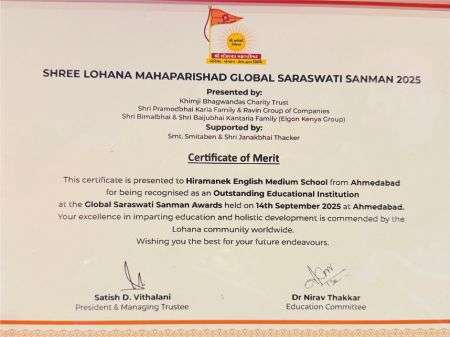 SHREE LOHANA MAHAPARISHAD GLOBAL SARASWATI SANMAN 2025
Presented by:
Khimji Bhagwandas Charity Trust
Shri Pramodbhai Karia Family & Ravin Group of Companies
Shri Bimalbhai & Shri Bajubhai Kantaria Family (Elgon Kenya Group)
Supported by:
Smt. Smitaben & Shri Janakbhai Thacker
Certificate of Merit
This certificate is presented to Hiramanek English Medium School from Ahmedabad
for being recognised as an Outstanding Educational Institution
at the Global Saraswati Sanman Awards held on 14th September 2025 at Ahmedabad.
Your excellence in imparting education and holistic development is commended by the
Lohana community worldwide.
Wishing you the best for your future endeavours.
Satish D. Vithalani
President & Managing Trustee
Dr Nirav Thakkar
Education Committee